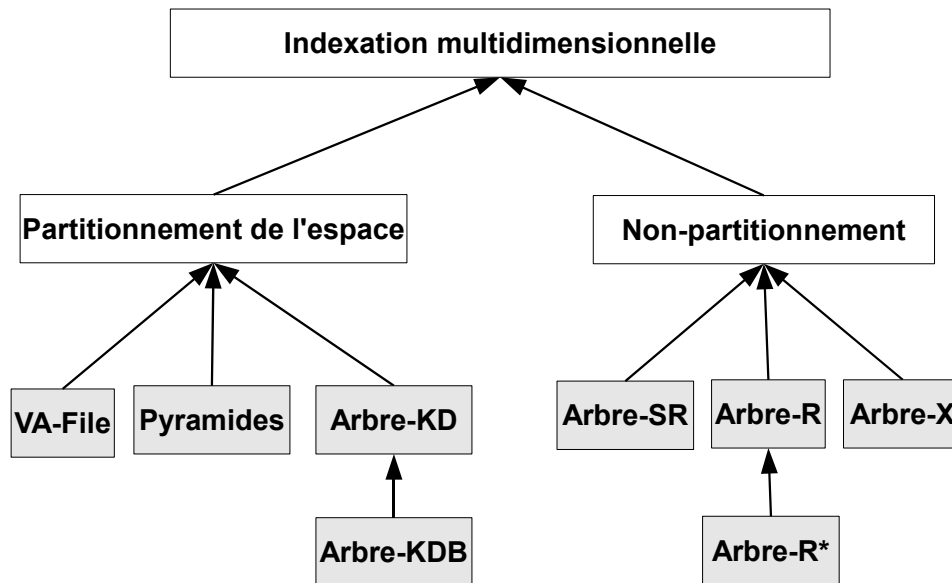 Indexation multidimensionnelle
Partitionnement de l'espace
Non-partitionnement
VA-File
Pyramides
Arbre-KD
Arbre-SR
Arbre-R
Arbre-X
Arbre-KDB
Arbre-R*